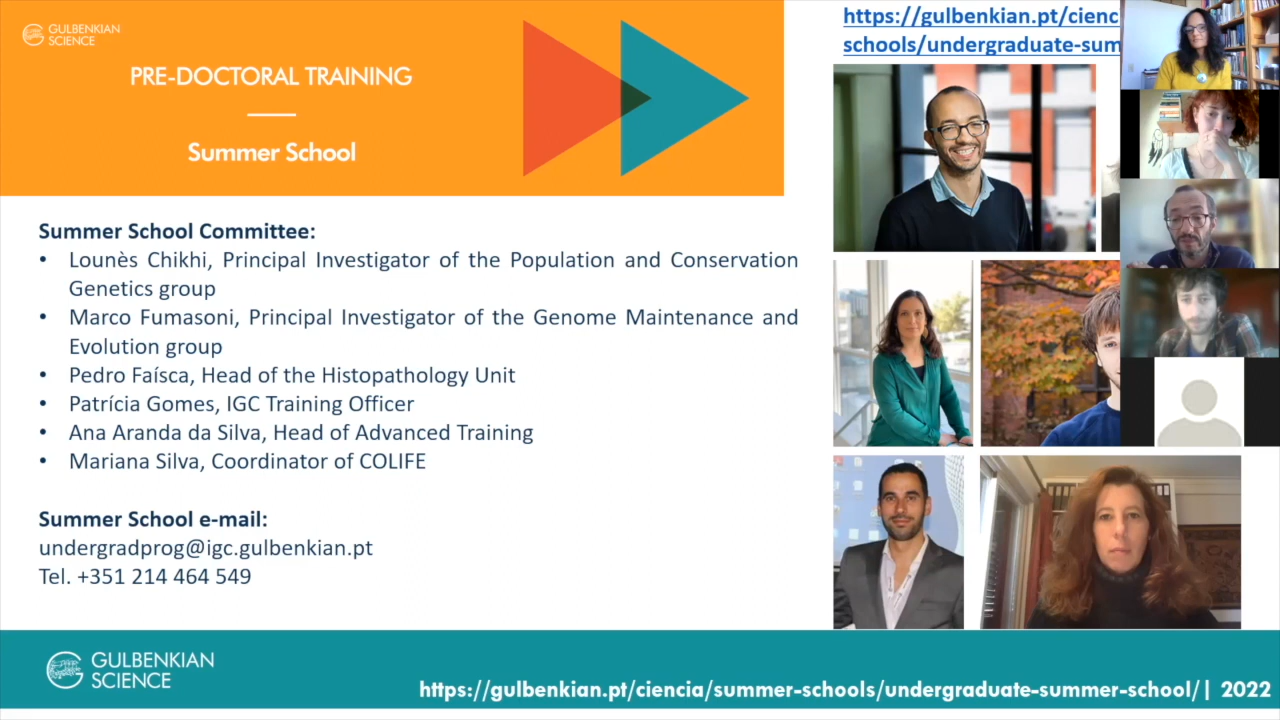 GULBENKIAN
SCIENCE
PRE-DOCTORAL TRAINING
Summer School
https://gulbenkian.pt/cienc
schools/undergraduate-sum
Summer School Committee:
• Lounès Chikhi, Principal Investigator of the Population and Conservation
Genetics group
• Marco Fumasoni, Principal Investigator of the Genome Maintenance and
Evolution group
• Pedro Faísca, Head of the Histopathology Unit
• Patrícia Gomes, IGC Training Officer
• Ana Aranda da Silva, Head of Advanced Training
• Mariana Silva, Coordinator of COLIFE
Summer School e-mail:
undergradprog@igc.gulbenkian.pt
Tel. +351 214 464 549
GULBENKIAN
SCIENCE
https://gulbenkian.pt/ciencia/summer-schools/undergraduate-summer-school/| 2022